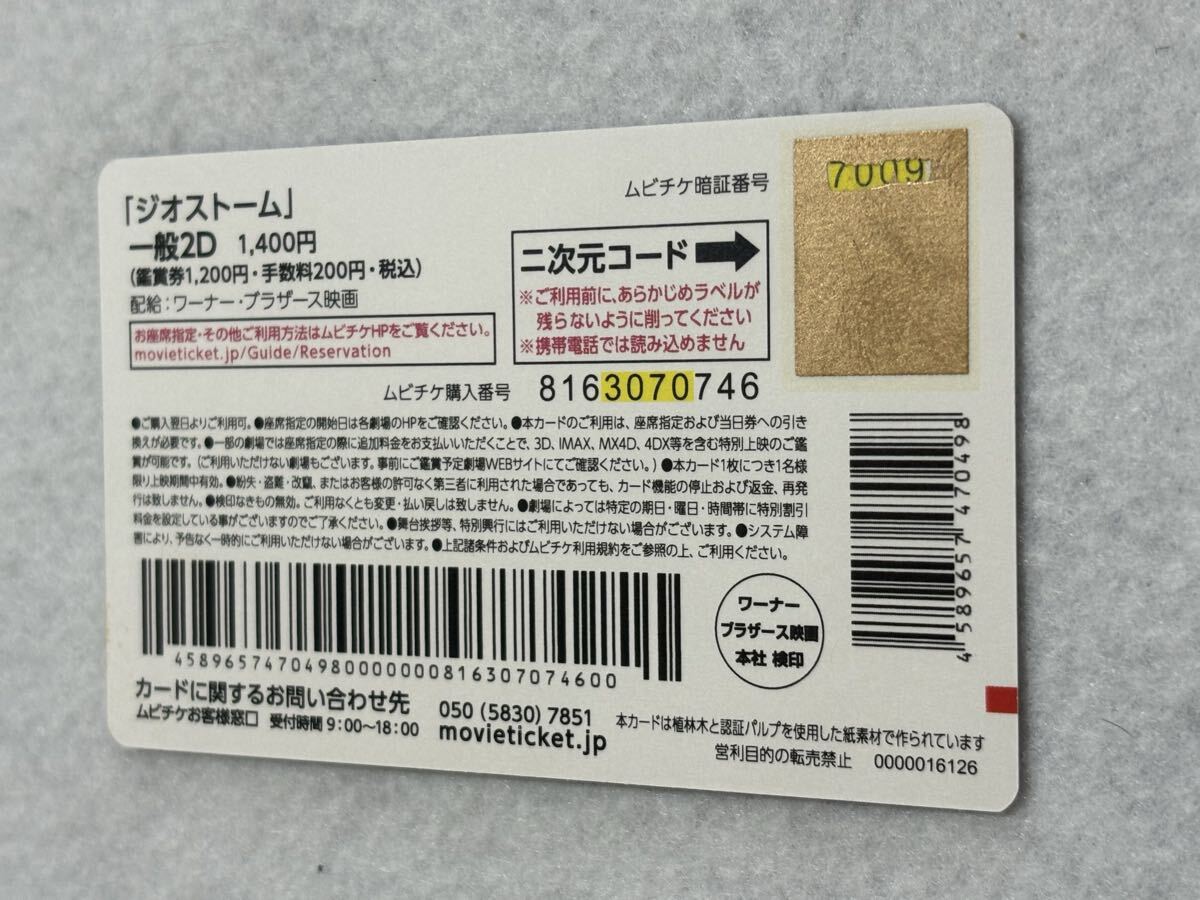 「ジオストーム」
一般2D 1,400円
(鑑賞券1,200円・手数料200円・税込)
配給：ワーナー・ブラザース映画
お座席指定・その他ご利用方法はムビチケHPをご覧ください。
movieticket.jp/Guide/Reservation
ムビチケ暗証番号
7009
二次元コード
※ご利用前に、あらかじめラベルが
残らないように削ってください
※携帯電話では読み込めません
ムビチケ購入番号 8163070746
●ご購入翌日よりご利用可。●座席指定の開始日は各劇場のHPをご確認ください。●本カードのご利用は、座席指定および当日券への引き
換えが必要です。●一部の劇場では座席指定の際に追加料金をお支払いいただくことで、3D、IMAX、MX4D、4DX等を含む特別上映のご鑑
賞が可能です。(ご利用いただけない劇場もございます。事前にご鑑賞予定劇場WEBサイトにてご確認ください。)●本カード1枚につき1名様
限り上映期間中有効。●紛失・盗難・改竄、またはお客様の許可なく第三者に利用された場合であっても、カード機能の停止および返金、再発
行は致しません。●検印なきもの無効。ご利用なくとも変更・払い戻しは致しません。●劇場によっては特定の期日・曜日・時間帯に特別割引
料金を設定している事がございますのでご了承ください。●舞台挨拶等、特別興行にはご利用いただけない場合がございます。●システム障
害により、予告なく一時的にご利用いただけない場合がございます。●上記諸条件およびムビチケ利用規約をご参照の上、ご利用ください。
4589657470498000000081630707460​0
ワーナー
ブラザース映画
本社 検印
4 589657 470498
カードに関するお問い合わせ先
ムビチケお客様窓口 受付時間 9:00～18:00
050 (5830) 7851
movieticket.jp
本カードは植林木と認証パルプを使用した紙素材で作られています
営利目的の転売禁止 0000016126